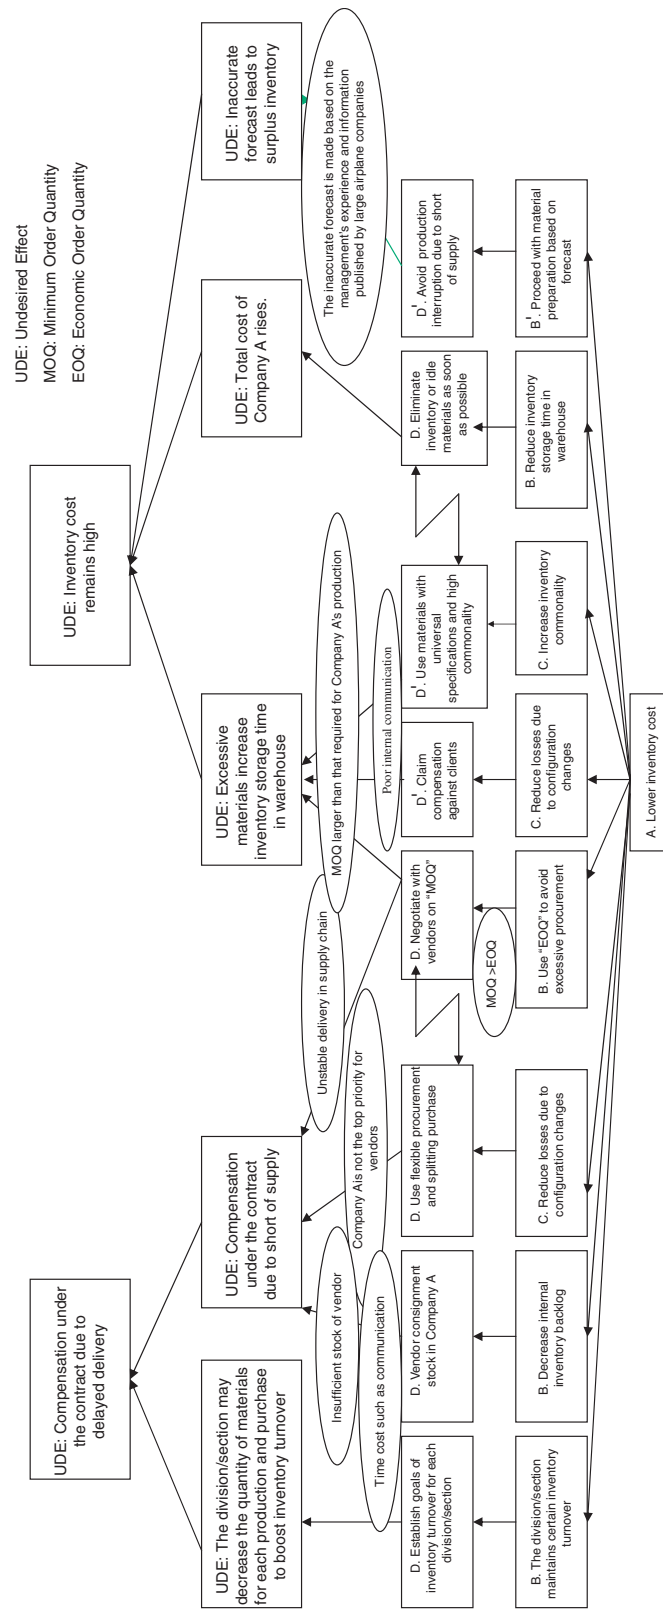 UDE: Undesired Effect
MOQ: Minimum Order Quantity
EOQ: Economic Order Quantity
UDE: Compensation under
the contract due to
delayed delivery
UDE: Inventory cost
remains high
UDE: The division/section may
decrease the quantity of materials
for each production and purchase
to boost inventory turnover
UDE: Compensation
under the contract
due to short of supply
UDE: Excessive
materials increase
inventory storage time
in warehouse
UDE: Total cost of
Company A rises.
UDE: Inaccurate
forecast leads to
surplus inventory
Time cost such as communication
Insufficient stock of vendor
Company Ais not the top priority for
vendors
Unstable delivery in supply chain
MOQ larger than that required for Company A's production
Poor internal communication
The inaccurate forecast is made based on the
management's experience and information
published by large airplane companies
D. Establish goals of
inventory turnover for each
division/section
D. Vendor consignment
stock in Company A
D. Use flexible procurement
and splitting purchase
D. Negotiate with
vendors on "MOQ"
D'. Claim
compensation
against clients
D'. Use materials with
universal
specifications and high
commonality
D. Eliminate
inventory or idle
materials as soon
as possible
D'. Avoid production
interruption due to short
of supply
MOQ >EOQ
B. The division/section
maintains certain inventory
turnover
B. Decrease internal
inventory backlog
C. Reduce losses due to
configuration changes
B. Use "EOQ" to avoid
excessive procurement
C. Reduce losses due
to configuration
changes
C. Increase inventory
commonality
B. Reduce inventory
storage time in
warehouse
B'. Proceed with material
preparation based on
forecast
A. Lower inventory cost